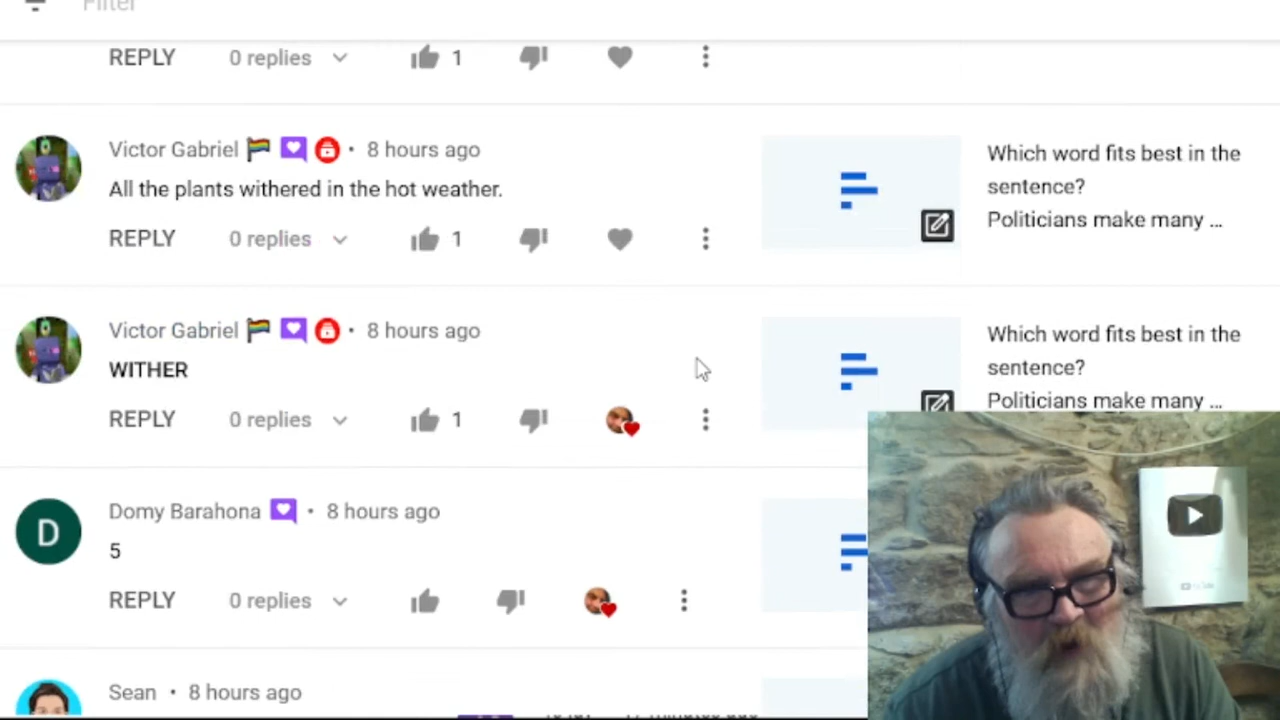 Filter
REPLY 0 replies 1
Victor Gabriel • 8 hours ago
All the plants withered in the hot weather.
REPLY 0 replies 1
Which word fits best in the
sentence?
Politicians make many ...
Victor Gabriel • 8 hours ago
WITHER
REPLY 0 replies 1
Which word fits best in the
sentence?
Politicians make many ...
D
Domy Barahona • 8 hours ago
5
REPLY 0 replies
Sean • 8 hours ago